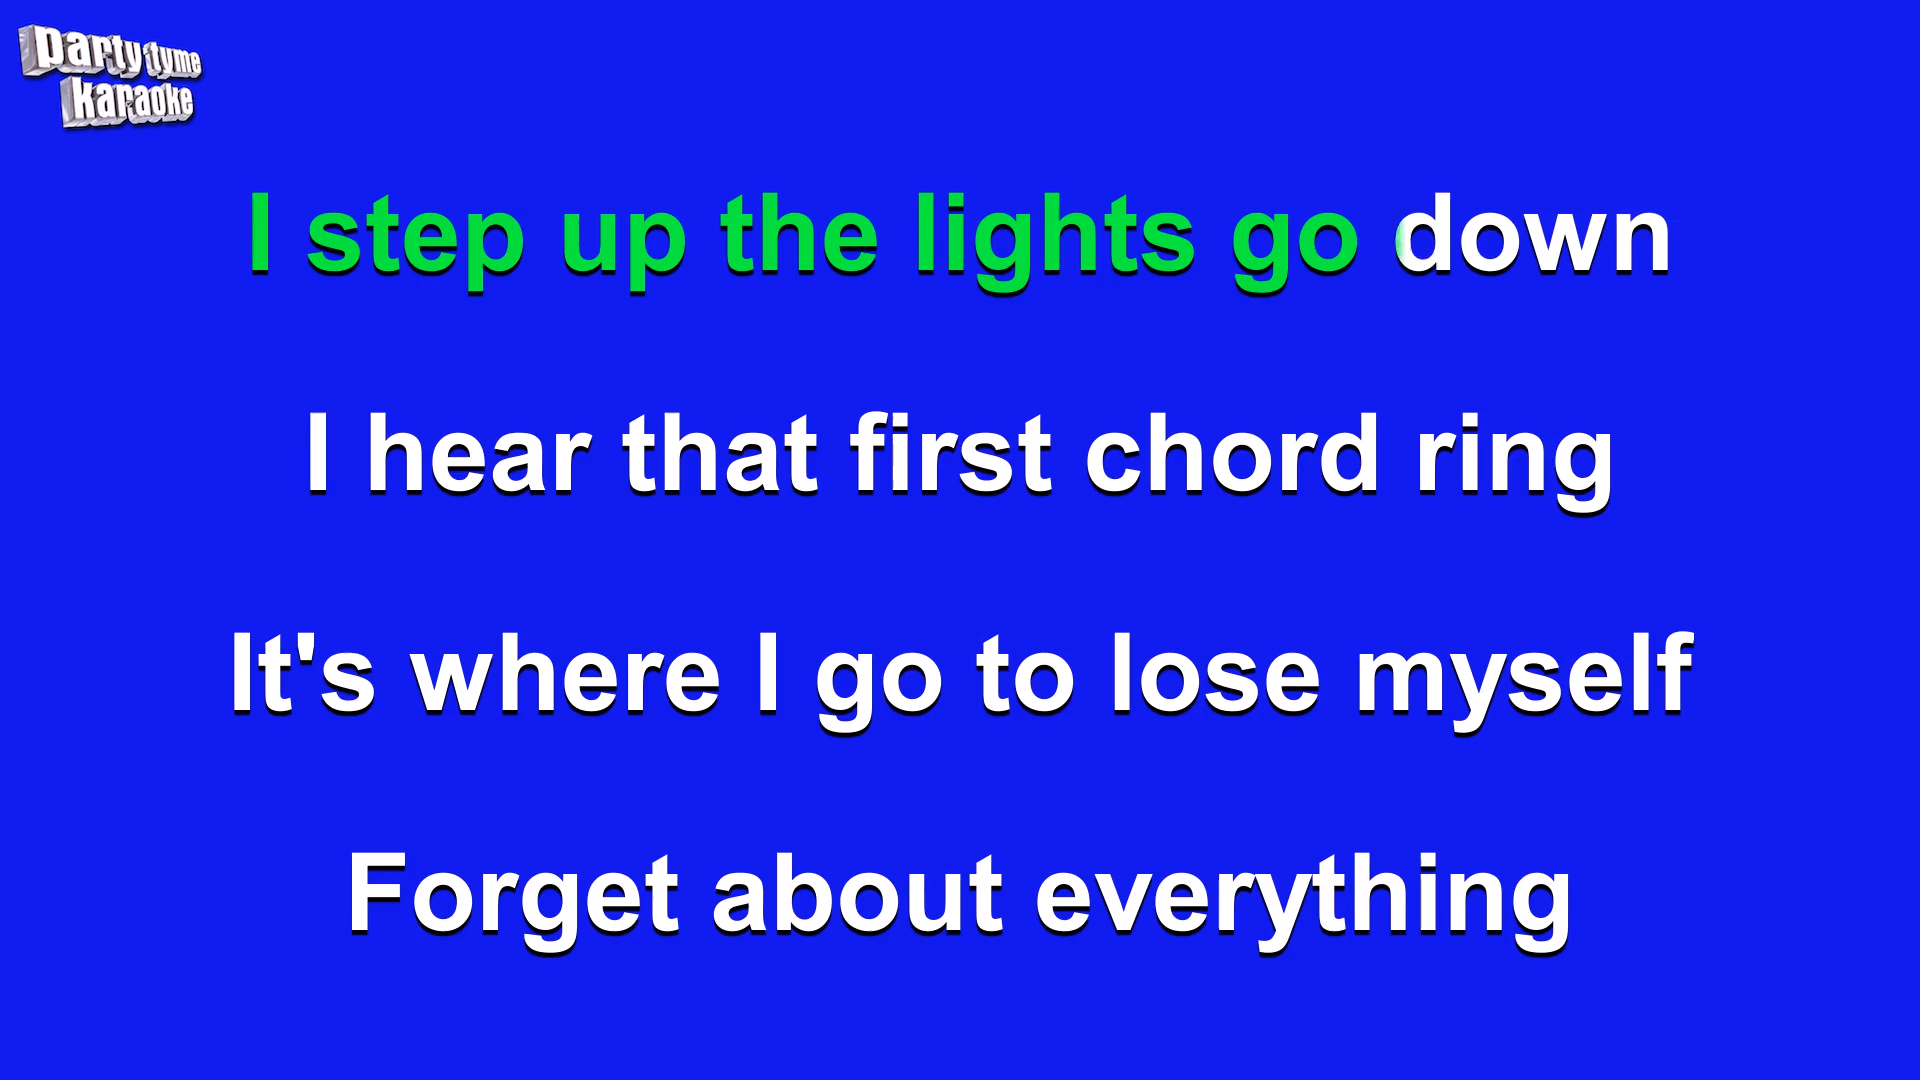 party tyme
karaoke
I step up the lights go down
I hear that first chord ring
It's where I go to lose myself
Forget about everything